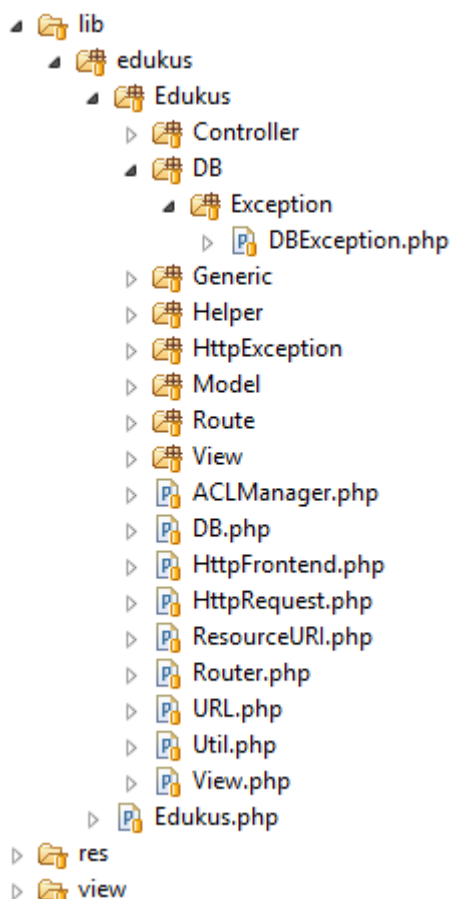 lib
edukus
Edukus
Controller
DB
Exception
DBException.php
Generic
Helper
HttpException
Model
Route
View
ACLManager.php
DB.php
HttpFrontend.php
HttpRequest.php
ResourceURI.php
Router.php
URL.php
Util.php
View.php
Edukus.php
res
view